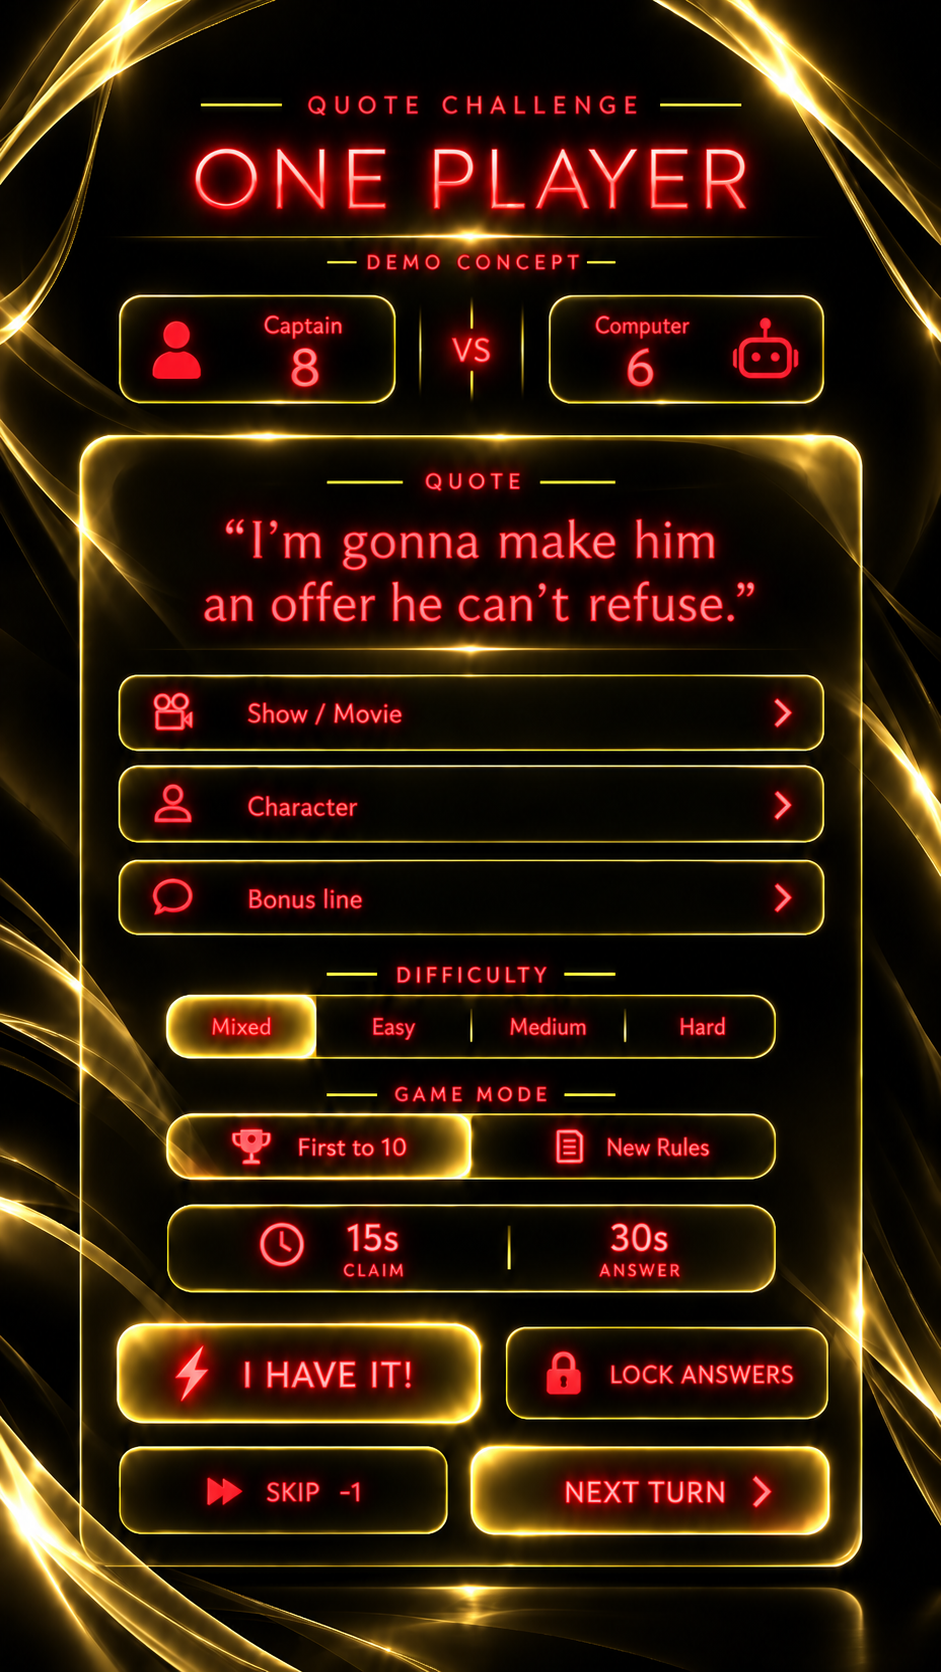 QUOTE CHALLENGE
ONE PLAYER
DEMO CONCEPT
Captain
8
VS
Computer
6
QUOTE
“I’m gonna make him
an offer he can’t refuse.”
Show / Movie
Character
Bonus line
DIFFICULTY
Mixed Easy Medium Hard
GAME MODE
First to 10 New Rules
15s 30s
CLAIM ANSWER
I HAVE IT! LOCK ANSWERS
SKIP -1 NEXT TURN